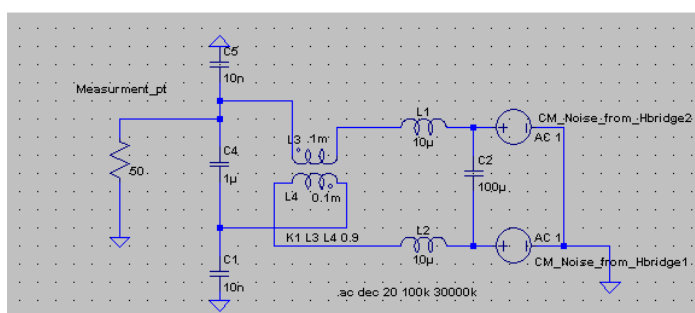 C5
10n
Measurment_pt
L1
CM_Noise_from_Hbridge2
L3 .1m
10µ
AC 1
C4
C2
50
1µ
100µ
L4 0.1m
L2
AC 1
K1 L3 L4 0.9
10µ
CM_Noise_from_Hbridge1
C1
10n
.ac dec 20 100k 30000k